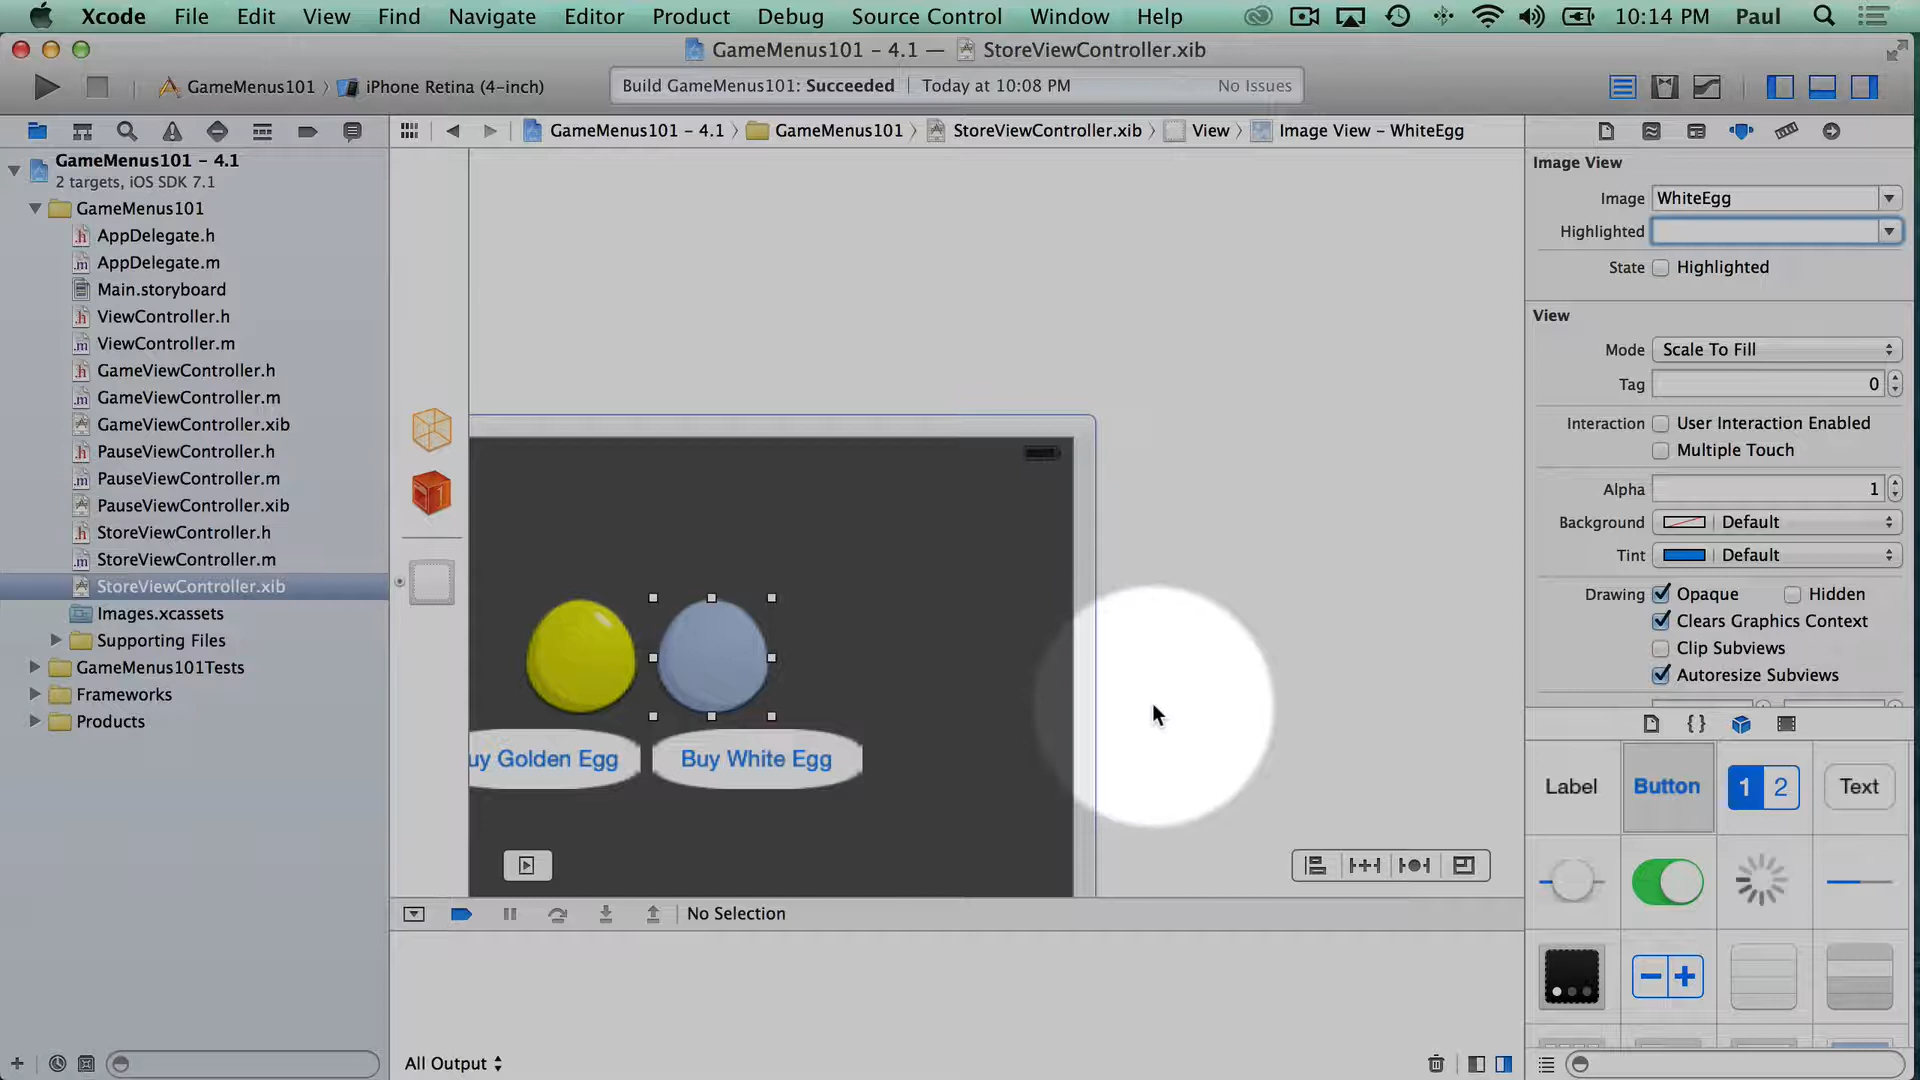 Xcode File Edit View Find Navigate Editor Product Debug Source Control Window Help 10:14 PM Paul
GameMenus101 – 4.1 — StoreViewController.xib
GameMenus101 iPhone Retina (4-inch)
Build GameMenus101: Succeeded Today at 10:08 PM No Issues
GameMenus101 – 4.1 GameMenus101 StoreViewController.xib View Image View – WhiteEgg
GameMenus101 – 4.1
2 targets, iOS SDK 7.1
GameMenus101
AppDelegate.h
AppDelegate.m
Main.storyboard
ViewController.h
ViewController.m
GameViewController.h
GameViewController.m
GameViewController.xib
PauseViewController.h
PauseViewController.m
PauseViewController.xib
StoreViewController.h
StoreViewController.m
StoreViewController.xib
Images.xcassets
Supporting Files
GameMenus101Tests
Frameworks
Products
uy Golden Egg
Buy White Egg
No Selection
All Output
Image View
Image WhiteEgg
Highlighted
State Highlighted
View
Mode Scale To Fill
Tag 0
Interaction User Interaction Enabled
Multiple Touch
Alpha 1
Background Default
Tint Default
Drawing Opaque Hidden
Clears Graphics Context
Clip Subviews
Autoresize Subviews
{ }
Label Button 1 2 Text